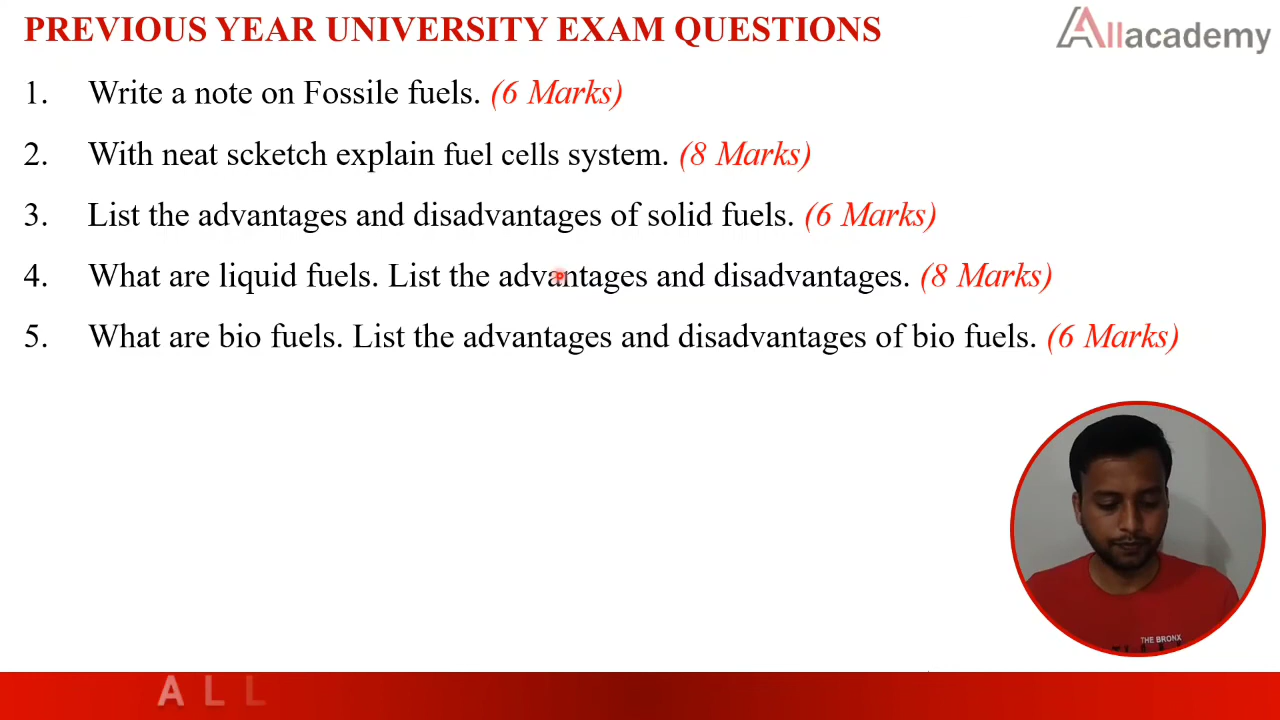 PREVIOUS YEAR UNIVERSITY EXAM QUESTIONS
Allacademy
1. Write a note on Fossile fuels. (6 Marks)
2. With neat scketch explain fuel cells system. (8 Marks)
3. List the advantages and disadvantages of solid fuels. (6 Marks)
4. What are liquid fuels. List the advantages and disadvantages. (8 Marks)
5. What are bio fuels. List the advantages and disadvantages of bio fuels. (6 Marks)
THE BRONX
ALL